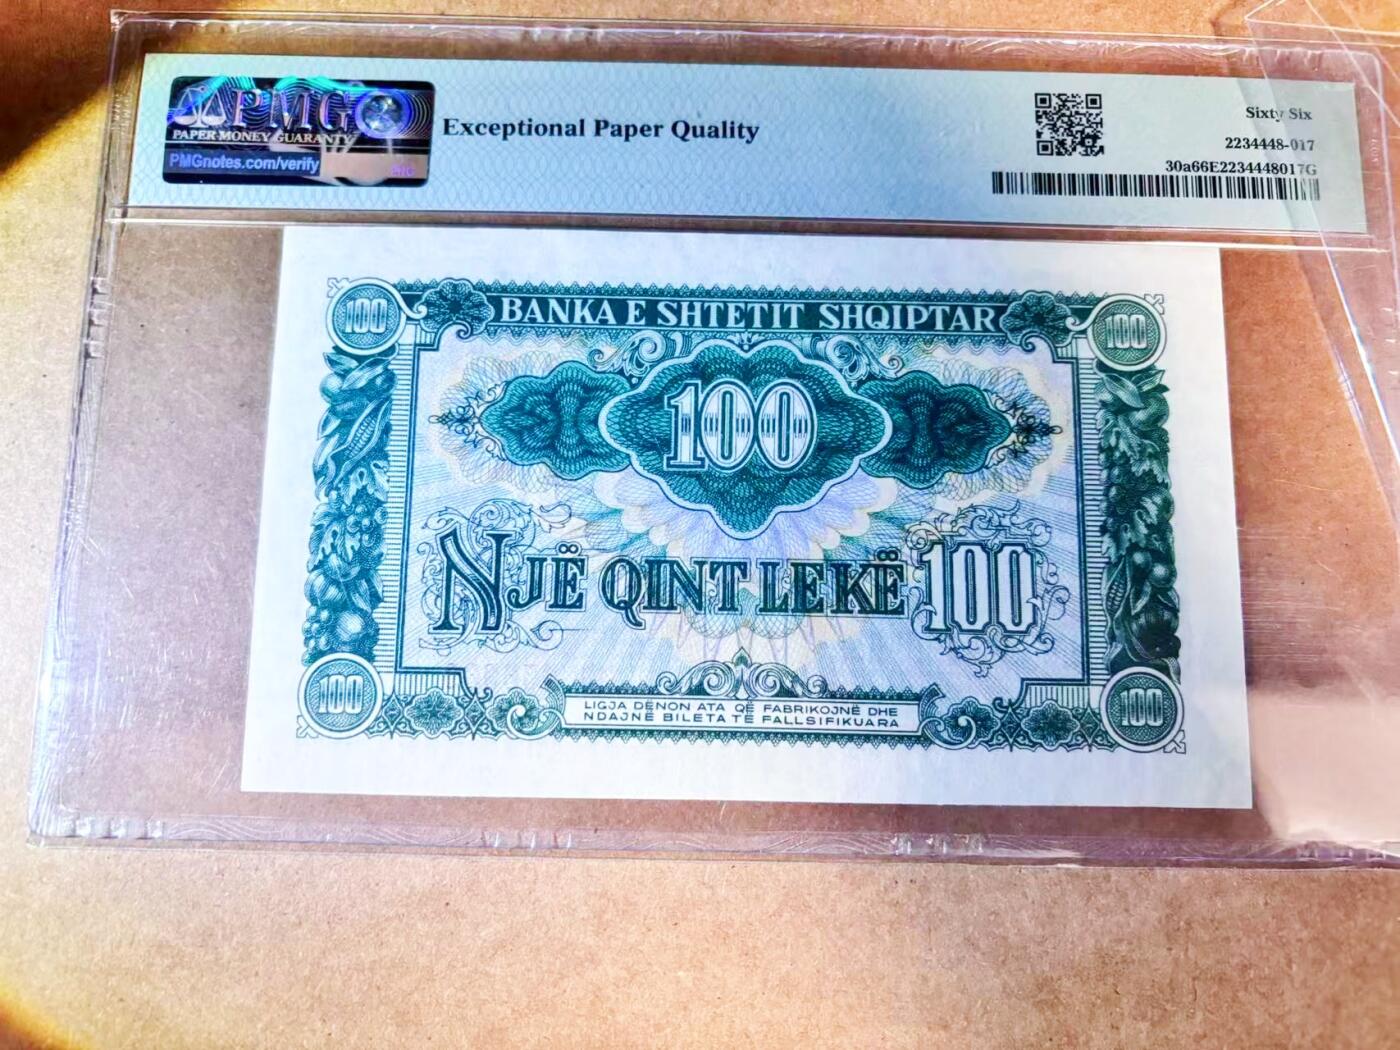 PMG
PAPER MONEY GUARANTY
PMGnotes.com/verify
Exceptional Paper Quality
Sixty Six
2234448-017
30a66E2234448017G
BANKA E SHTETIT SHQIPTAR
100
100
100
NJË QINT LEKË 100
100
100
LIGJA DËNON ATA QË FABRIKOJNË DHE
NDAJNË BILETA TË FALLSIFIKUARA